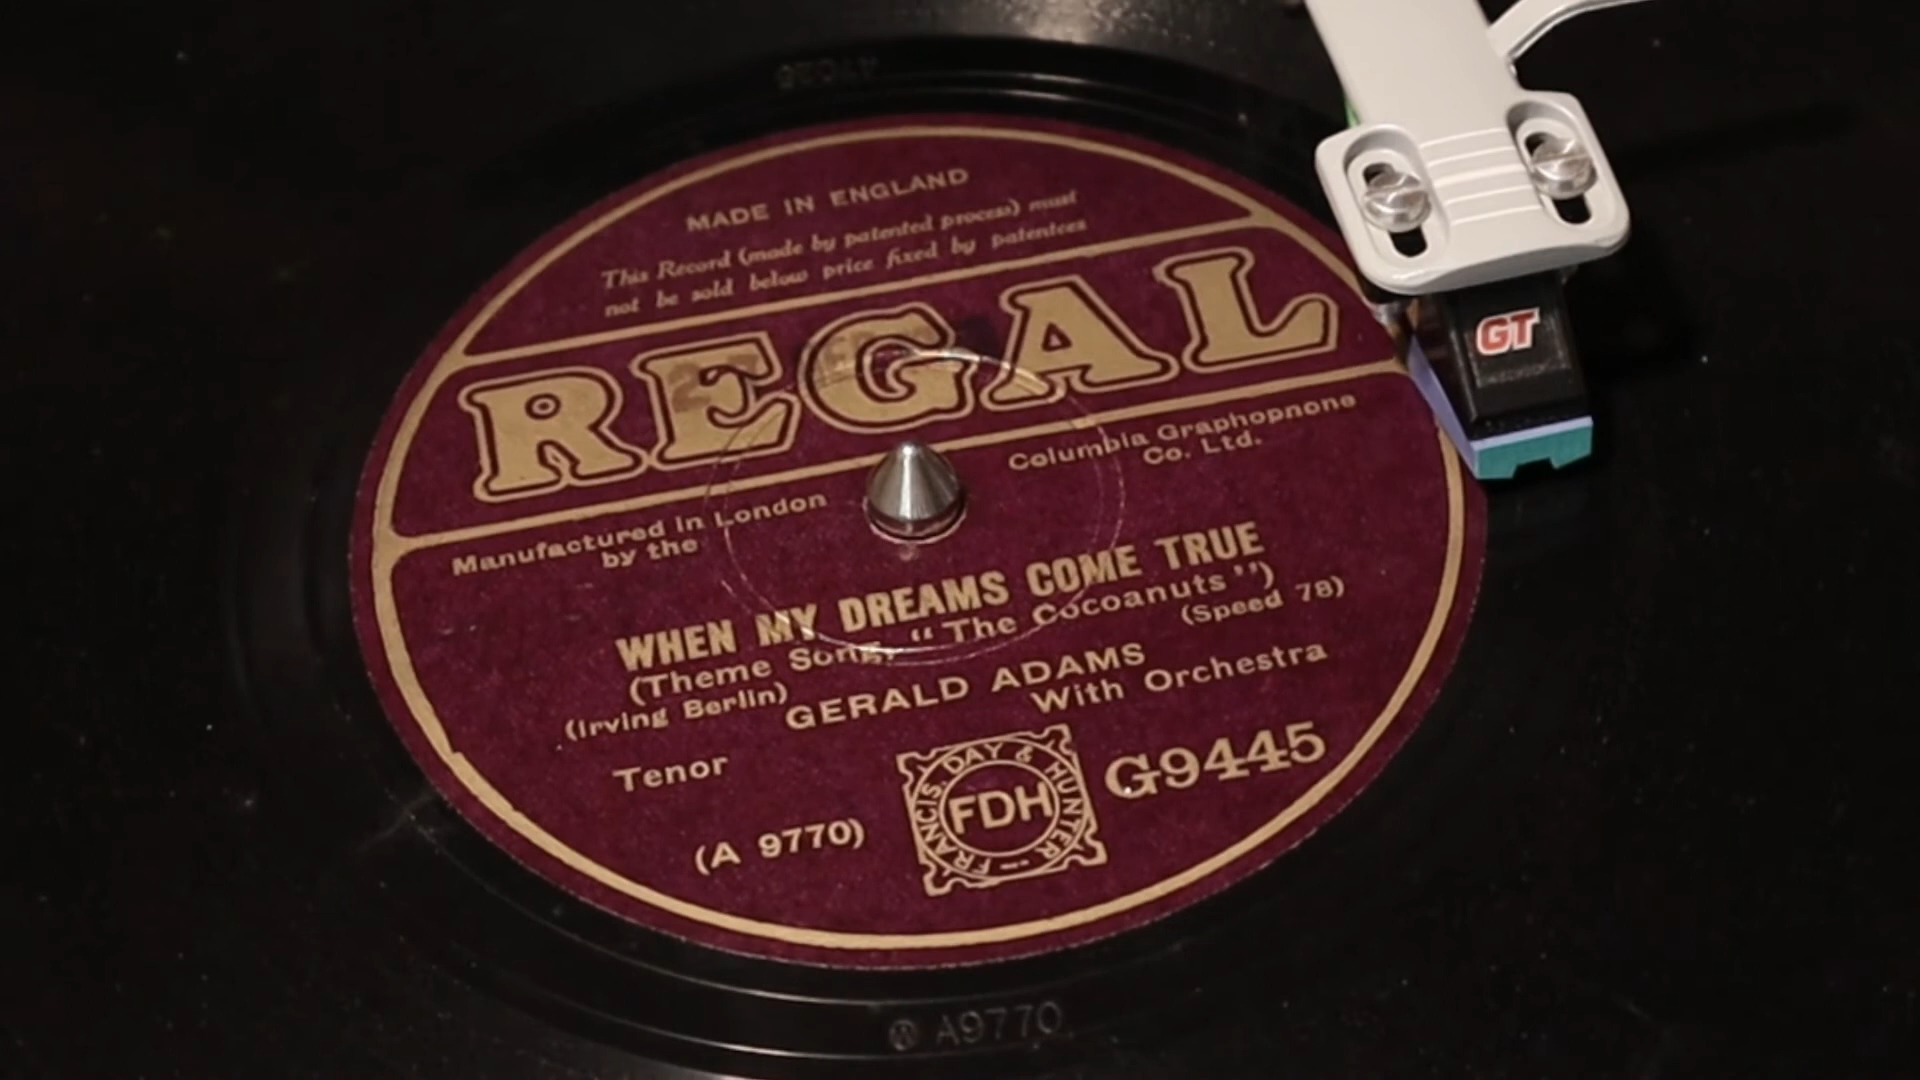 MADE IN ENGLAND
This Record (made by patented process) must
not be sold below price fixed by patentees
REGAL
Manufactured in London
by the
Columbia Graphophone
Co. Ltd.
WHEN MY DREAMS COME TRUE
(Theme Song, “The Cocoanuts”)
(Irving Berlin)
(Speed 78)
GERALD ADAMS
With Orchestra
Tenor
G9445
(A 9770)
FRANCIS, DAY & HUNTER
FDH
A9770
GT